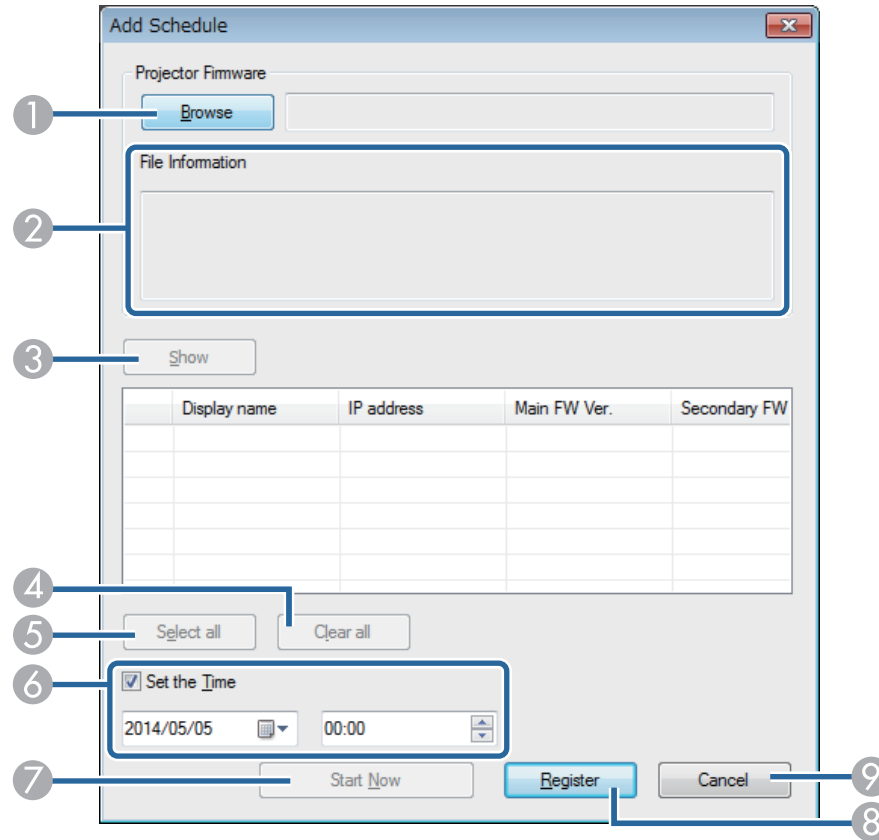 Add Schedule
Projector Firmware
1 Browse
File Information
2
3 Show
Display name IP address Main FW Ver. Secondary FW
4
5 Select all Clear all
6 Set the Time
2014/05/05 00:00
7 Start Now Register Cancel 9
8